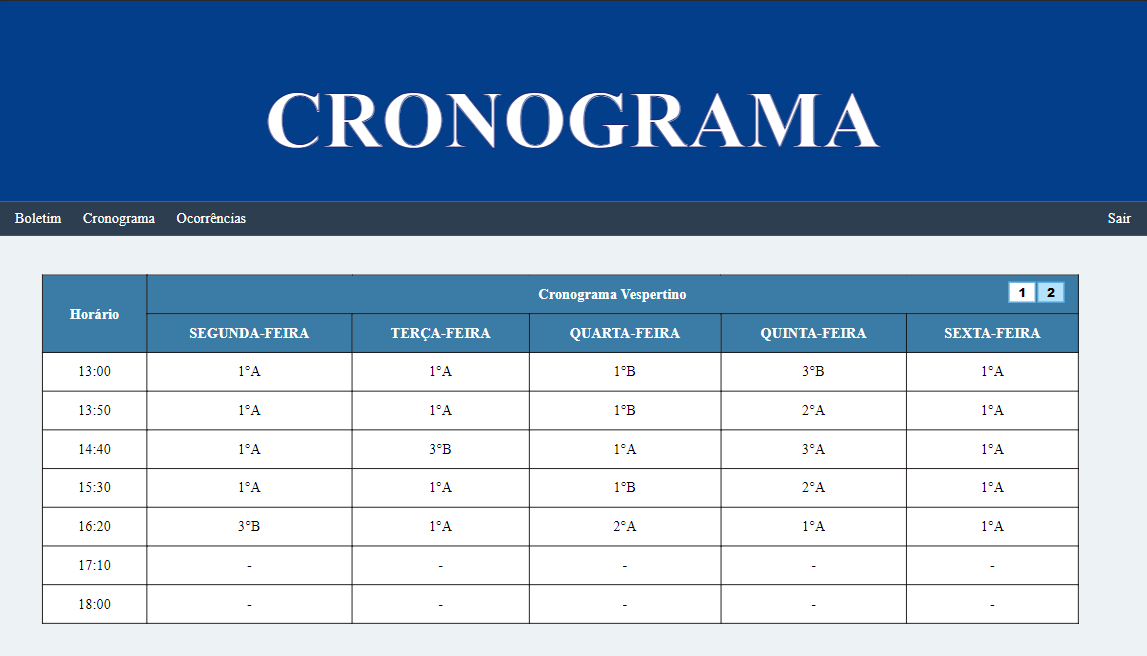 CRONOGRAMA
Boletim Cronograma Ocorrências Sair
Horário Cronograma Vespertino 1 2
SEGUNDA-FEIRA TERÇA-FEIRA QUARTA-FEIRA QUINTA-FEIRA SEXTA-FEIRA
13:00 1°A 1°A 1°B 3°B 1°A
13:50 1°A 1°A 1°B 2°A 1°A
14:40 1°A 3°B 1°A 3°A 1°A
15:30 1°A 1°A 1°B 2°A 1°A
16:20 3°B 1°A 2°A 1°A 1°A
17:10 - - - - -
18:00 - - - - -